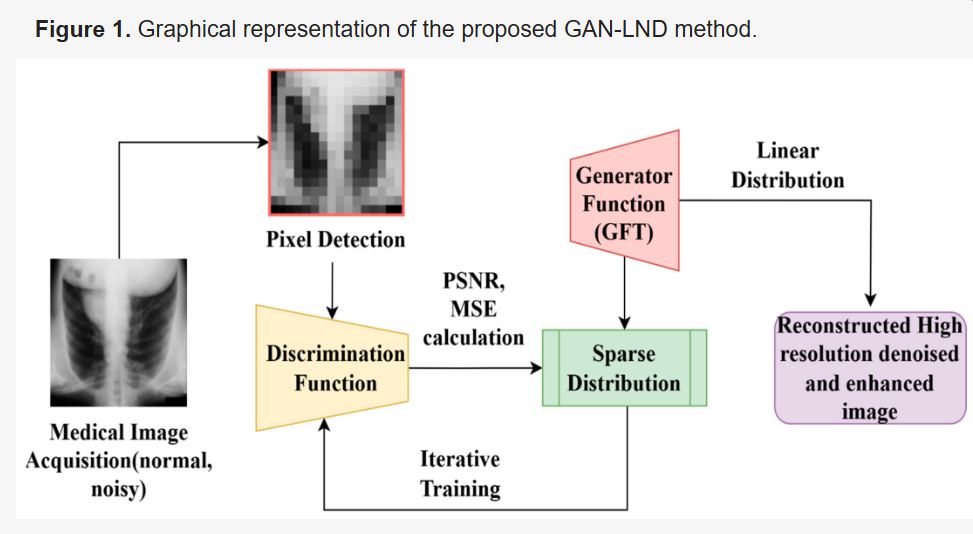 Figure 1. Graphical representation of the proposed GAN-LND method.
Pixel Detection
Medical Image
Acquisition(normal,
noisy)
Discrimination
Function
PSNR,
MSE
calculation
Iterative
Training
Generator
Function
(GFT)
Sparse
Distribution
Linear
Distribution
Reconstructed High
resolution denoised
and enhanced
image